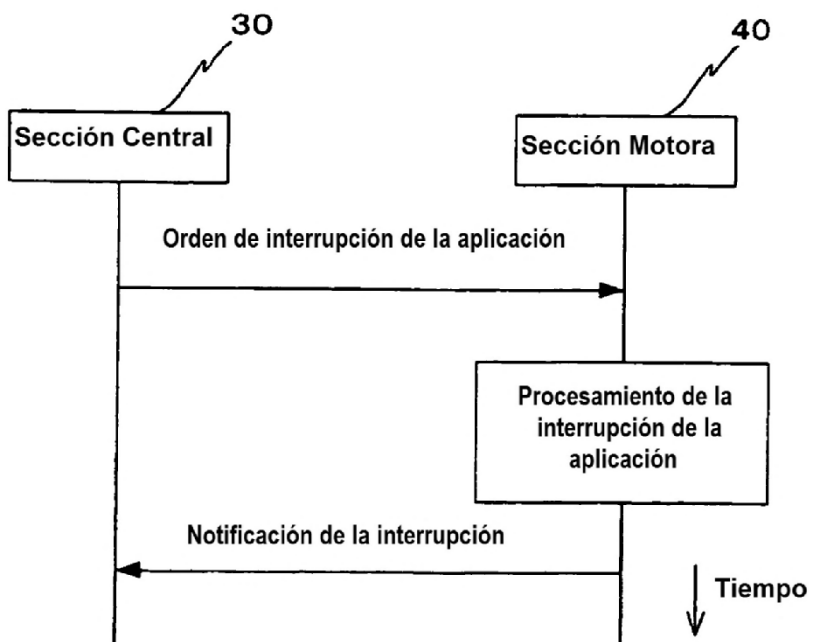 30
40
Sección Central
Sección Motora
Orden de interrupción de la aplicación
Procesamiento de la
interrupción de la
aplicación
Notificación de la interrupción
Tiempo